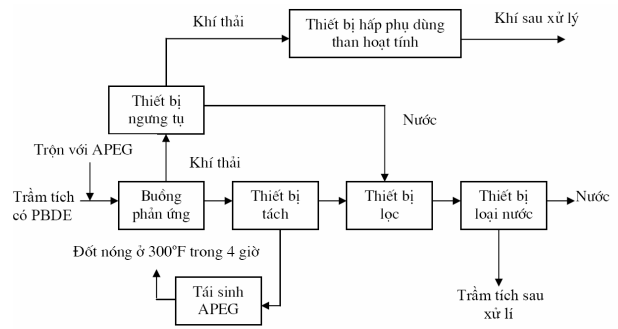 Khí thải
Thiết bị hấp phụ dùng
than hoạt tính
Khí sau xử lý
Thiết bị
ngưng tụ
Nước
Trộn với APEG
Khí thải
Trầm tích
có PBDE
Buồng
phản ứng
Thiết bị
tách
Thiết bị
lọc
Thiết bị
loại nước
Nước
Đốt nóng ở 300°F trong 4 giờ
Tái sinh
APEG
Trầm tích sau
xử lí